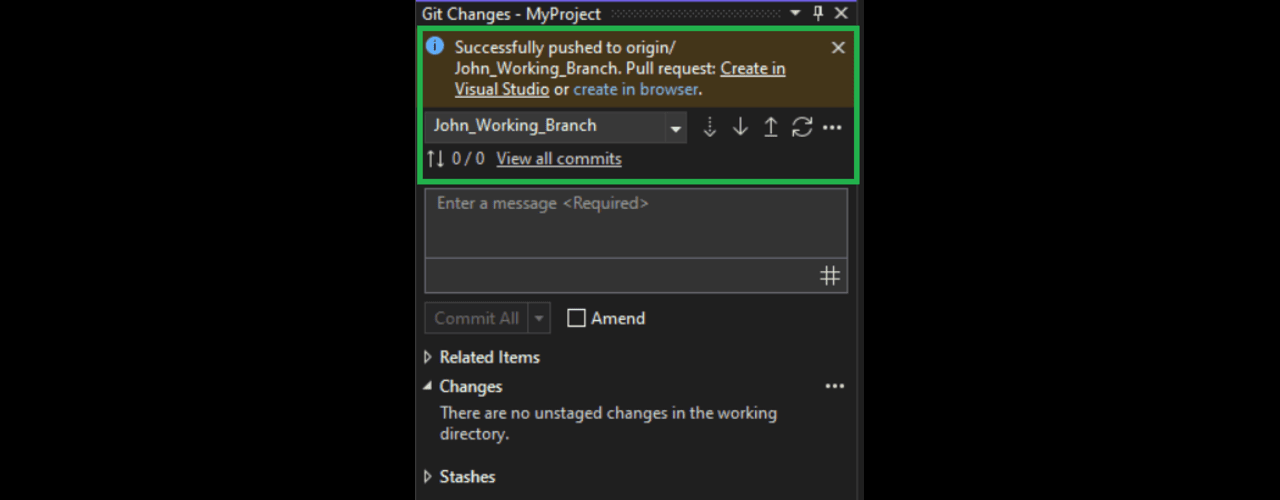 Git Changes - MyProject
Successfully pushed to origin/
John_Working_Branch. Pull request: Create in
Visual Studio or create in browser.
John_Working_Branch
0 / 0 View all commits
Enter a message <Required>
Commit All
Amend
Related Items
Changes
There are no unstaged changes in the working
directory.
Stashes